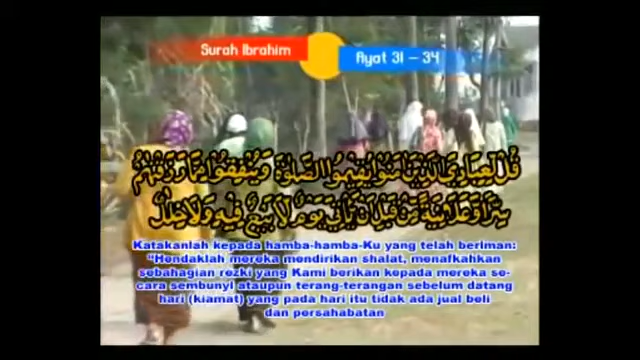 Surah Ibrahim
Ayat 31 - 34
قُلْ لِعِبَادِيَ الَّذِينَ آمَنُوا يُقِيمُوا الصَّلَاةَ وَيُنْفِقُوا مِمَّا رَزَقْنَاهُمْ
سِرًّا وَعَلَانِيَةً مِّنْ قَبْلِ أَنْ يَأْتِيَ يَوْمٌ لَا بَيْعٌ فِيهِ وَلَا خِلَالٌ
Katakanlah kepada hamba-hamba-Ku yang telah beriman:
"Hendaklah mereka mendirikan shalat, menafkahkan
sebahagian rezki yang Kami berikan kepada mereka se-
cara sembunyi ataupun terang-terangan sebelum datang
hari (kiamat) yang pada hari itu tidak ada jual beli
dan persahabatan